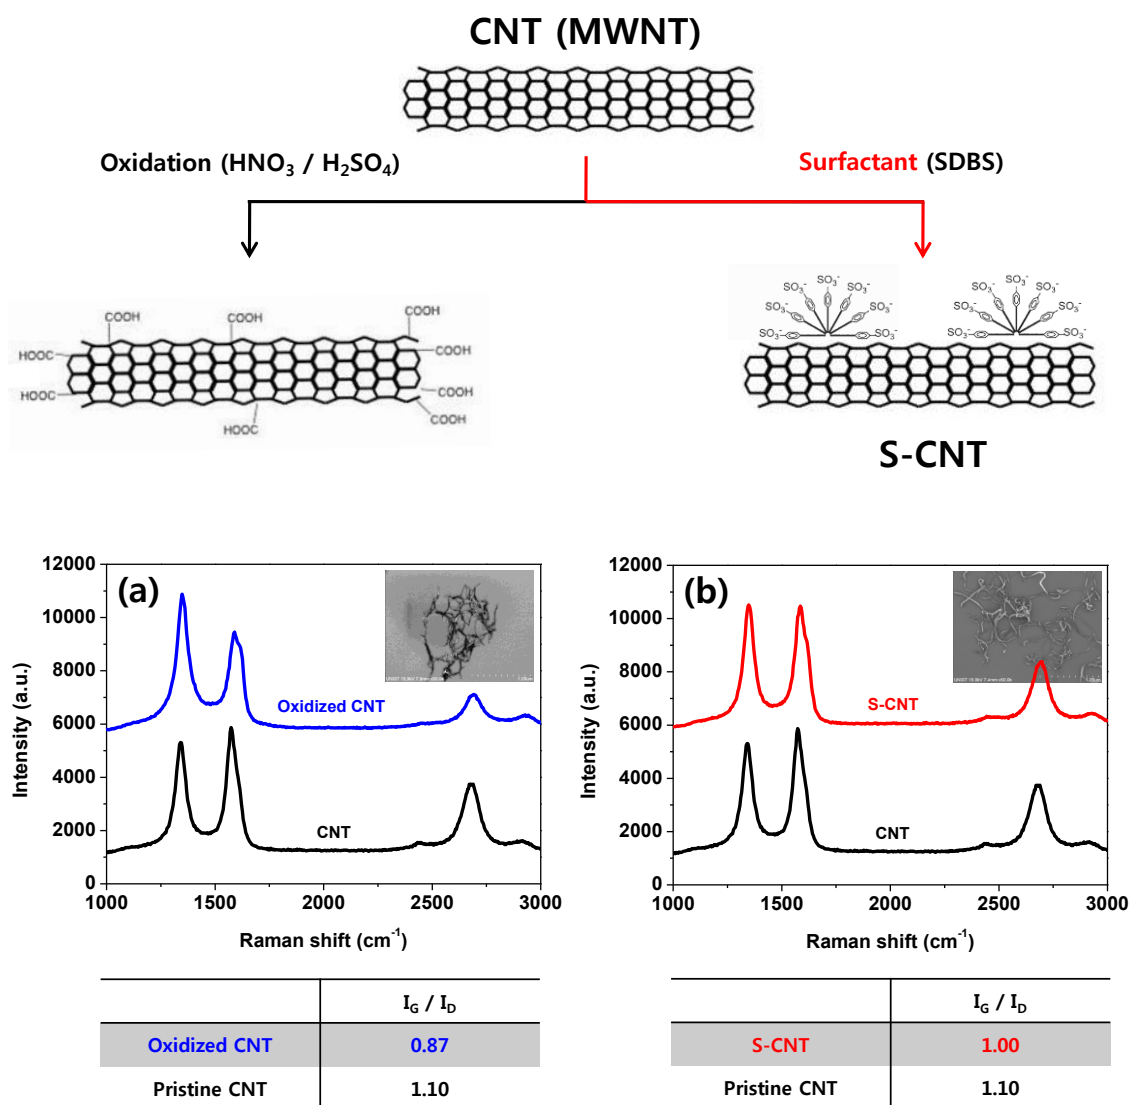 CNT (MWNT)
Oxidation (HNO3 / H2SO4)
Surfactant (SDBS)
COOH
COOH
COOH
HOOC
COOH
HOOC
COOH
HOOC
COOH
SO3-
SO3-
SO3-
SO3-
SO3-
SO3-
SO3-
SO3-
SO3-
SO3-
SO3-
SO3-
SO3-
SO3-
S-CNT
(a)
12000
10000
8000
6000
4000
2000
0
Intensity (a.u.)
Oxidized CNT
CNT
1000
1500
2000
2500
3000
Raman shift (cm-1)
(b)
12000
10000
8000
6000
4000
2000
0
Intensity (a.u.)
S-CNT
CNT
1000
1500
2000
2500
3000
Raman shift (cm-1)
IG / ID
Oxidized CNT 0.87
Pristine CNT 1.10
IG / ID
S-CNT 1.00
Pristine CNT 1.10